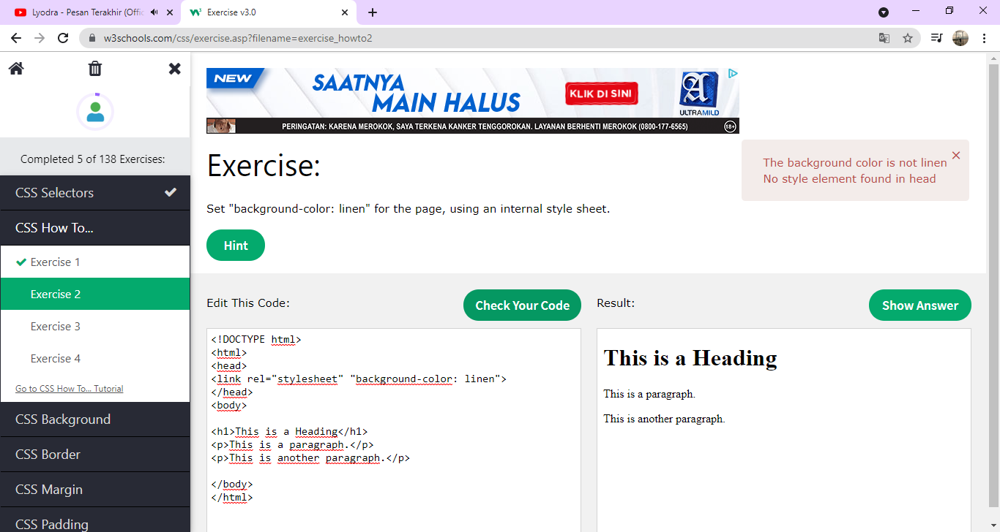 Lyodra - Pesan Terakhir (Offic
Exercise v3.0
w3schools.com/css/exercise.asp?filename=exercise_howto2
Completed 5 of 138 Exercises:
CSS Selectors
CSS How To...
Exercise 1
Exercise 2
Exercise 3
Exercise 4
Go to CSS How To... Tutorial
CSS Background
CSS Border
CSS Margin
CSS Padding
NEW
SAATNYA
MAIN HALUS
KLIK DI SINI
A
ULTRAMILD
PERINGATAN: KARENA MEROKOK, SAYA TERKENA KANKER TENGGOROKAN. LAYANAN BERHENTI MEROKOK (0800-177-6565)
18+
Exercise:
The background color is not linen
No style element found in head
Set "background-color: linen" for the page, using an internal style sheet.
Hint
Edit This Code:
Check Your Code
<!DOCTYPE html>
<html>
<head>
<link rel="stylesheet" "background-color: linen">
</head>
<body>
<h1>This is a Heading</h1>
<p>This is a paragraph.</p>
<p>This is another paragraph.</p>
</body>
</html>
Result:
Show Answer
This is a Heading
This is a paragraph.
This is another paragraph.